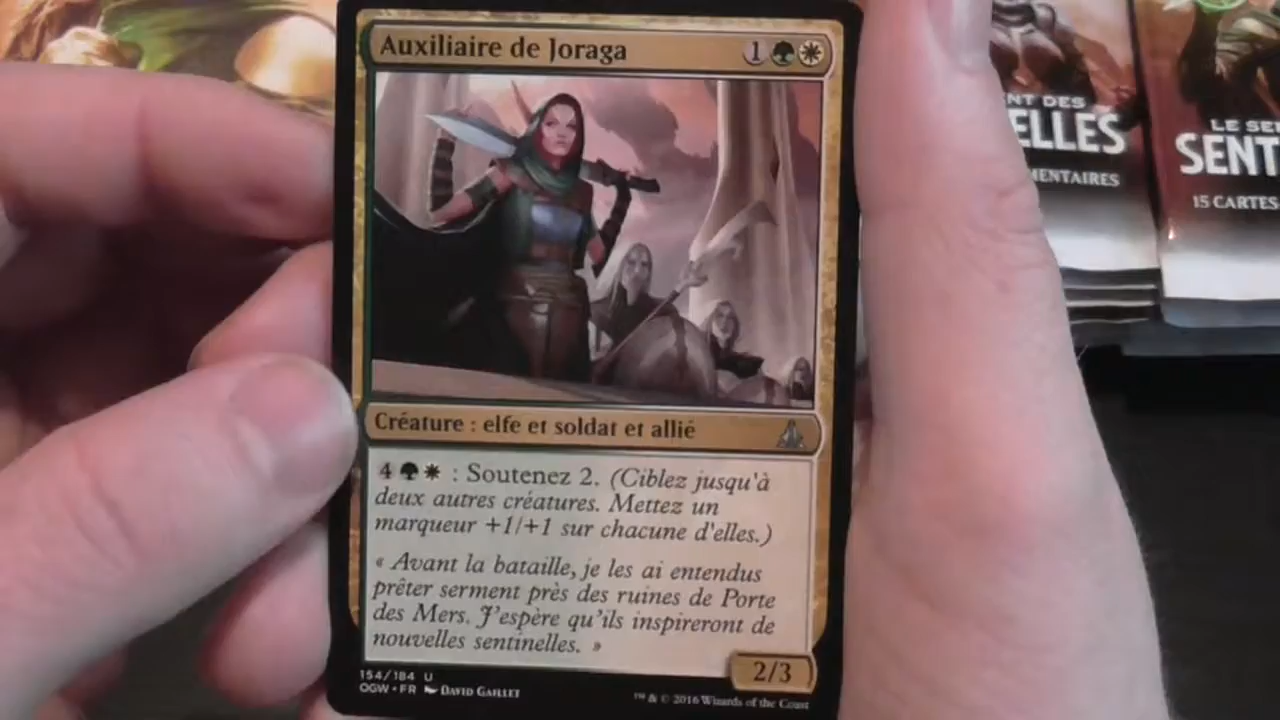 Auxiliaire de Joraga
1
Créature : elfe et soldat et allié
4 : Soutenez 2. (Ciblez jusqu'à
deux autres créatures. Mettez un
marqueur +1/+1 sur chacune d'elles.)
« Avant la bataille, je les ai entendus
prêter serment près des ruines de Porte
des Mers. J'espère qu'ils inspireront de
nouvelles sentinelles. »
2/3
154/184 U
OGW • FR DAVID GAILLET
™ & © 2016 Wizards of the Coast
NT DES
ELLES
MENTAIRES
LE SE
SENT
15 CARTES